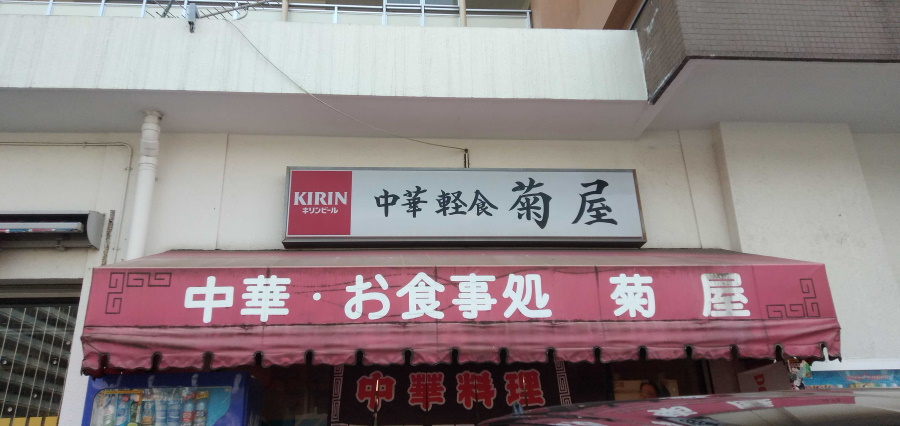 KIRIN
キリンビール
中華 軽食 菊屋
中華・お食事処 菊屋
中華料理